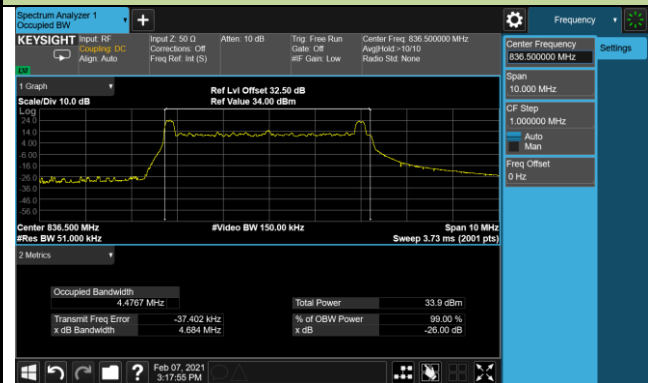 Spectrum Analyzer 1
Occupied BW
+
Frequency
KEYSIGHT
Input: RF
Coupling: DC
Align: Auto
Input Z: 50 Ω
Corrections: Off
Freq Ref: Int (S)
Atten: 10 dB
Trig: Free Run
Gate: Off
#IF Gain: Low
Center Freq: 836.500000 MHz
Avg|Hold:>10/10
Radio Std: None
1 Graph
Scale/Div 10.0 dB
Ref Lvl Offset 32.50 dB
Ref Value 34.00 dBm
Log
24.0
14.0
4.00
-6.00
-16.0
-26.0
-36.0
-46.0
-56.0
Center 836.500 MHz
#Video BW 150.00 kHz
Span 10 MHz
#Res BW 51.000 kHz
Sweep 3.73 ms (2001 pts)
2 Metrics
Occupied Bandwidth
4.4767 MHz
Total Power 33.9 dBm
Transmit Freq Error -37.402 kHz
% of OBW Power 99.00 %
x dB Bandwidth 4.684 MHz
x dB -26.00 dB
?
Feb 07, 2021
3:17:55 PM
Center Frequency
836.500000 MHz
Settings
Span
10.000 MHz
CF Step
1.000000 MHz
Auto
Man
Freq Offset
0 Hz